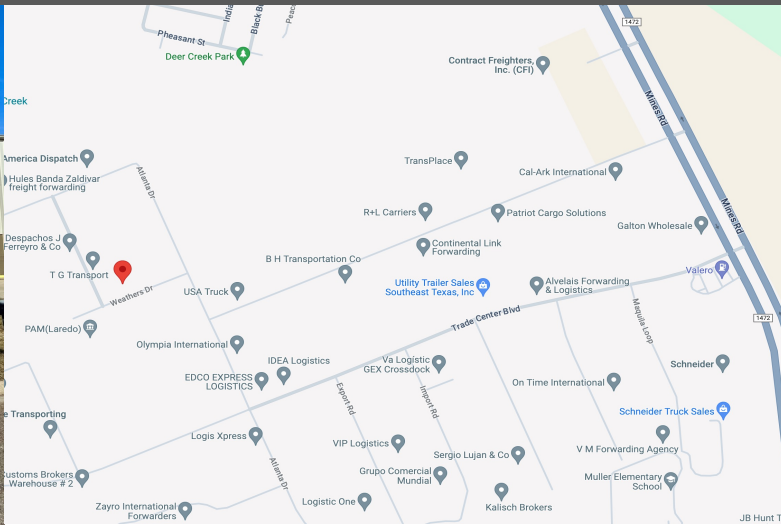 India
Black B
Peaco
1472
Pheasant St
Deer Creek Park
Contract Freighters,
Inc. (CFI)
Creek
Mines Rd
America Dispatch
TransPlace
Atlanta Dr
Cal-Ark International
Hules Banda Zaldivar
freight forwarding
R+L Carriers
Patriot Cargo Solutions
Mines Rd
Galton Wholesale
Despachos J
Ferreyro & Co
Continental Link
Forwarding
B H Transportation Co
T G Transport
Valero
Utility Trailer Sales
Southeast Texas, Inc
Alvelais Forwarding
& Logistics
Weathers Dr
USA Truck
Trade Center Blvd
Maquila Loop
1472
PAM(Laredo)
Olympia International
IDEA Logistics
Va Logistic
GEX Crossdock
Schneider
EDCO EXPRESS
LOGISTICS
On Time International
Export Rd
Import Rd
e Transporting
Schneider Truck Sales
Logis Xpress
VIP Logistics
V M Forwarding Agency
Sergio Lujan & Co
Customs Brokers
Warehouse # 2
Atlanta Dr
Grupo Comercial
Mundial
Muller Elementary
School
Zayro International
Forwarders
Logistic One
Kalisch Brokers
JB Hunt T